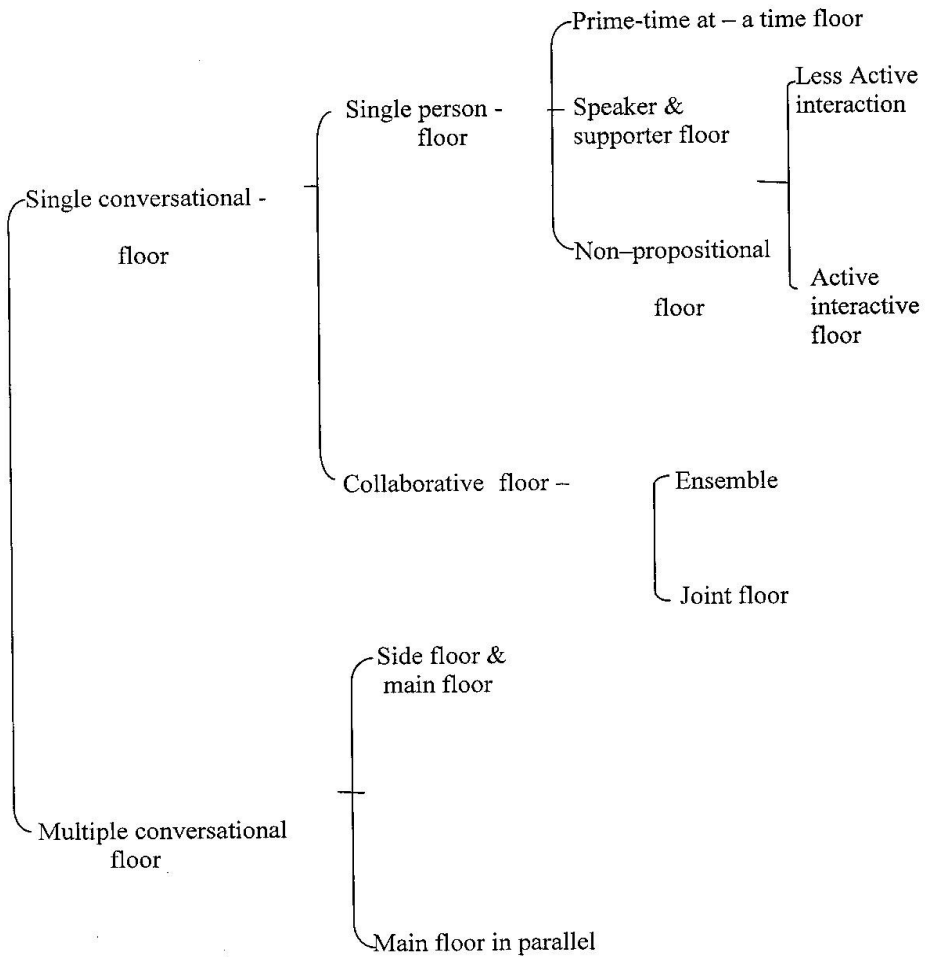 Prime-time at – a time floor
Less Active
interaction
Single person -
floor
Speaker &
supporter floor
Single conversational -
floor
Non–propositional
floor
Active
interactive
floor
Collaborative floor –
Ensemble
Joint floor
Side floor &
main floor
Multiple conversational
floor
Main floor in parallel